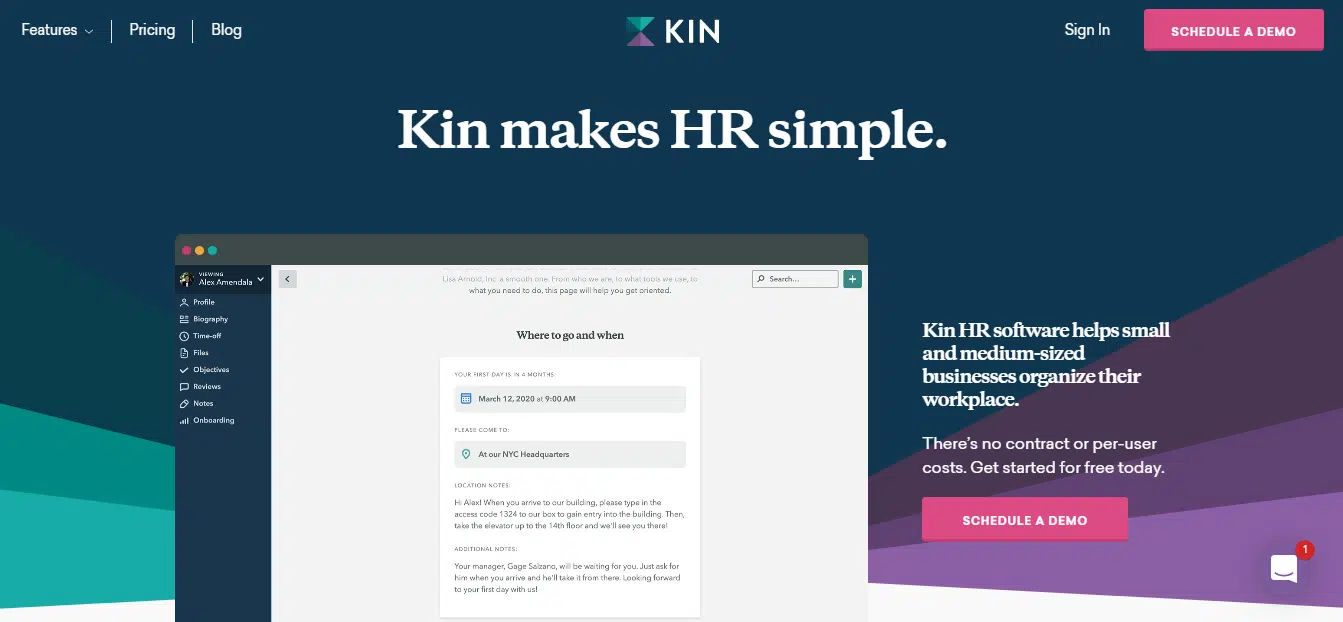 Features
Pricing
Blog
KIN
Sign In
SCHEDULE A DEMO
Kin makes HR simple.
VIEWING
Alex Amendala
Profile
Biography
Time-off
Files
Objectives
Reviews
Notes
Onboarding
Lisa Arnold, Inc. a smooth one. From who we are, to what tools we use, to
what you need to do, this page will help you get oriented.
Search...
Where to go and when
YOUR FIRST DAY IS IN 4 MONTHS:
March 12, 2020 at 9:00 AM
PLEASE COME TO:
At our NYC Headquarters
LOCATION NOTES:
Hi Alex! When you arrive to our building, please type in the
access code 1324 to our box to gain entry into the building. Then,
take the elevator up to the 14th floor and we'll see you there!
ADDITIONAL NOTES:
Your manager, Gage Salzano, will be waiting for you. Just ask for
him when you arrive and he'll take it from there. Looking forward
to your first day with us!
Kin HR software helps small
and medium-sized
businesses organize their
workplace.
There's no contract or per-user
costs. Get started for free today.
SCHEDULE A DEMO
1